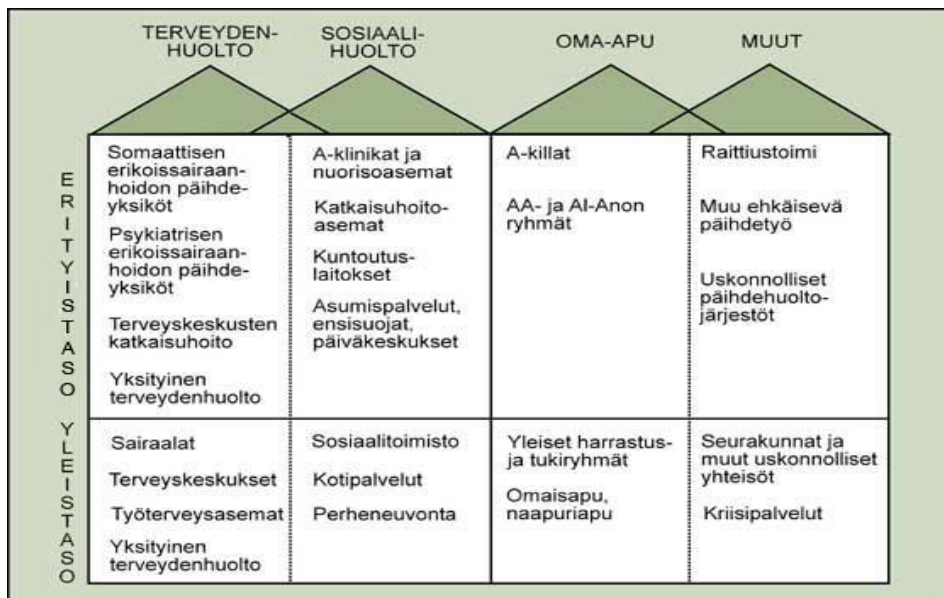 TERVEYDEN-
HUOLTO
SOSIAALI-
HUOLTO
OMA-APU
MUUT
ERITYISTASO
Somaattisen
erikoissairaan-
hoidon päihde-
yksiköt
Psykiatrisen
erikoissairaan-
hoidon päihde-
yksiköt
Terveyskeskusten
katkaisuhoito
Yksityinen
terveydenhuolto
A-klinikat ja
nuorisoasemat
Katkaisuhoito-
asemat
Kuntoutus-
laitokset
Asumispalvelut,
ensisuojat,
päiväkeskukset
A-killat
AA- ja Al-Anon
ryhmät
Raittiustoimi
Muu ehkäisevä
päihdetyö
Uskonnolliset
päihdehuolto-
järjestöt
YLEISTASO
Sairaalat
Terveyskeskukset
Työterveysasemat
Yksityinen
terveydenhuolto
Sosiaalitoimisto
Kotipalvelut
Perheneuvonta
Yleiset harrastus-
ja tukiryhmät
Omaisapu,
naapuriapu
Seurakunnat ja
muut uskonnolliset
yhteisöt
Kriisipalvelut